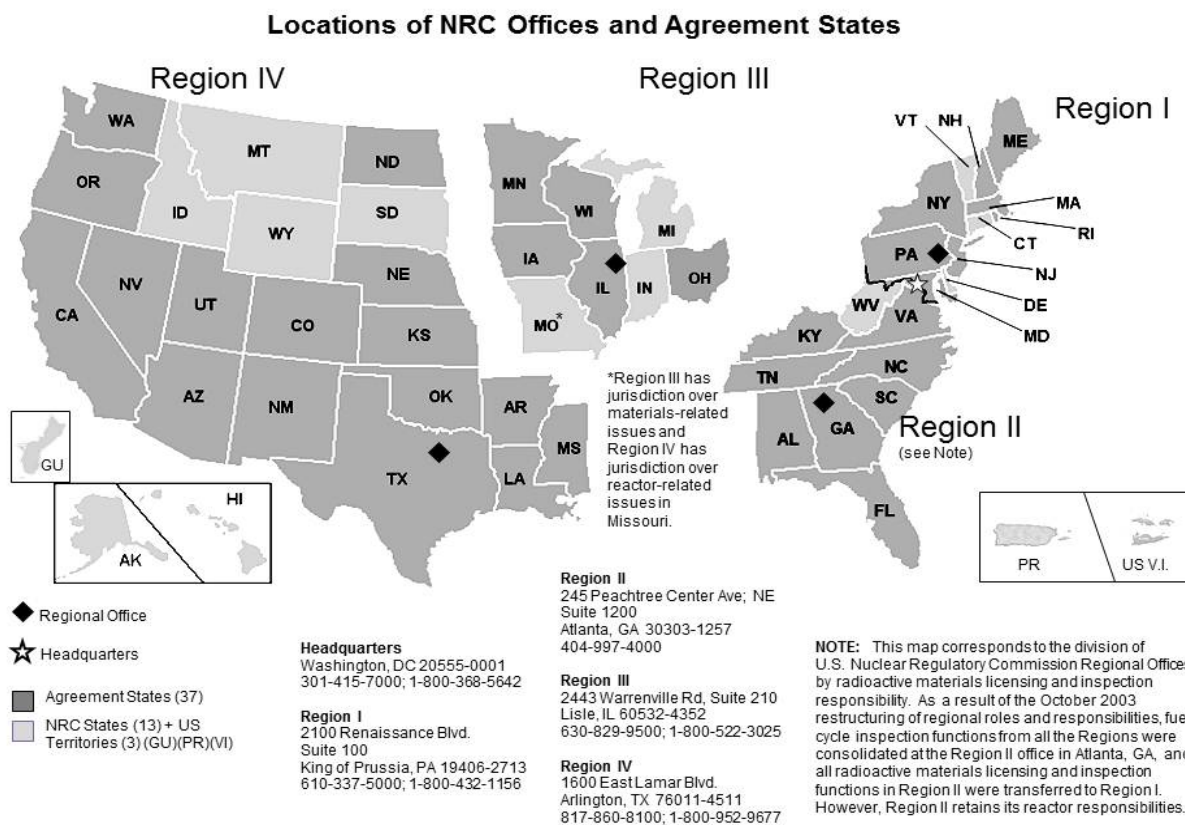 Locations of NRC Offices and Agreement States
Region IV
Region III
Region I
WA
MT
ND
OR
ID
SD
WY
NV
NE
CA
UT
CO
KS
AZ
NM
OK
TX
AR
LA
MS
MN
WI
MI
IA
IL
IN
OH
MO*
VT
NH
ME
NY
MA
RI
CT
PA
NJ
DE
MD
WV
VA
KY
TN
NC
SC
AL
GA
FL
Region II
(see Note)
*Region III has
jurisdiction over
materials-related
issues and
Region IV has
jurisdiction over
reactor-related
issues in
Missouri.
GU
HI
AK
PR
US V.I.
Regional Office
Headquarters
Agreement States (37)
NRC States (13) + US
Territories (3) (GU)(PR)(VI)
Headquarters
Washington, DC 20555-0001
301-415-7000; 1-800-368-5642
Region I
2100 Renaissance Blvd.
Suite 100
King of Prussia, PA 19406-2713
610-337-5000; 1-800-432-1156
Region II
245 Peachtree Center Ave; NE
Suite 1200
Atlanta, GA 30303-1257
404-997-4000
Region III
2443 Warrenville Rd, Suite 210
Lisle, IL 60532-4352
630-829-9500; 1-800-522-3025
Region IV
1600 East Lamar Blvd.
Arlington, TX 76011-4511
817-860-8100; 1-800-952-9677
NOTE: This map corresponds to the division of
U.S. Nuclear Regulatory Commission Regional Offices
by radioactive materials licensing and inspection
responsibility. As a result of the October 2003
restructuring of regional roles and responsibilities, fue
cycle inspection functions from all the Regions were
consolidated at the Region II office in Atlanta, GA, and
all radioactive materials licensing and inspection
functions in Region II were transferred to Region I.
However, Region II retains its reactor responsibilities.